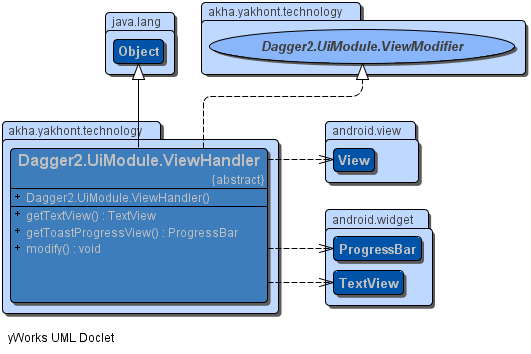 java.lang
Object
akha.yakhont.technology
Dagger2.UiModule.ViewModifier
akha.yakhont.technology
Dagger2.UiModule.ViewHandler
{abstract}
+ Dagger2.UiModule.ViewHandler()
+ getTextView() : TextView
+ getToastProgressView() : ProgressBar
+ modify() : void
android.view
View
android.widget
ProgressBar
TextView
yWorks UML Doclet